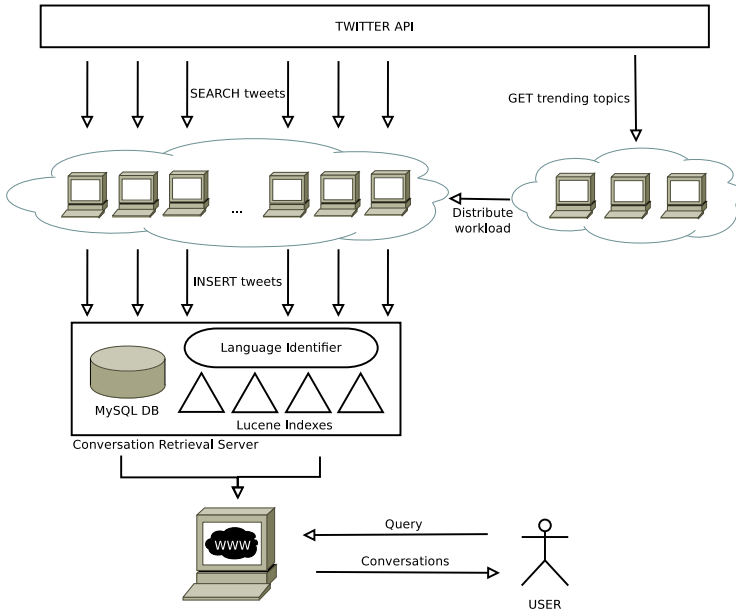 TWITTER API
SEARCH tweets
GET trending topics
...
Distribute
workload
INSERT tweets
Language Identifier
MySQL DB
Lucene Indexes
Conversation Retrieval Server
WWW
Query
Conversations
USER